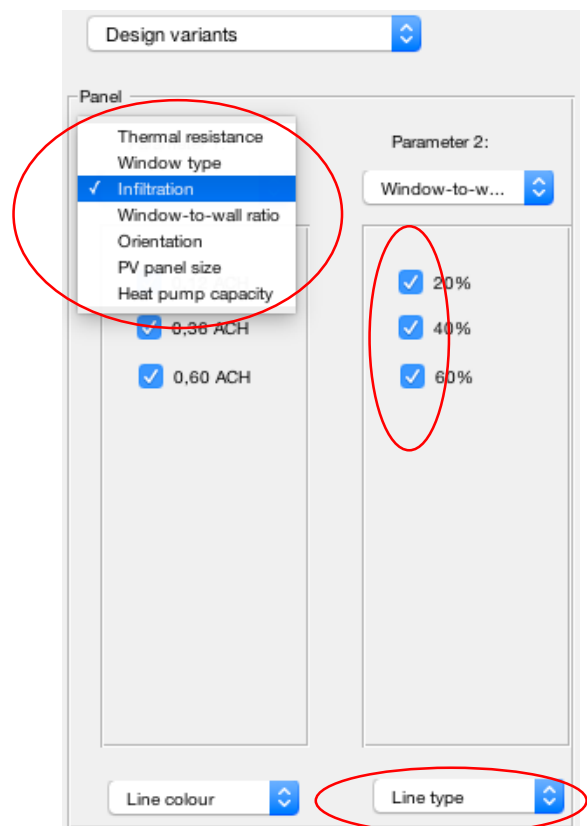 Design variants
Panel
Thermal resistance
Window type
✓ Infiltration
Window-to-wall ratio
Orientation
PV panel size
Heat pump capacity
0,36 ACH
0,60 ACH
Parameter 2:
Window-to-w...
20%
40%
60%
Line colour
Line type